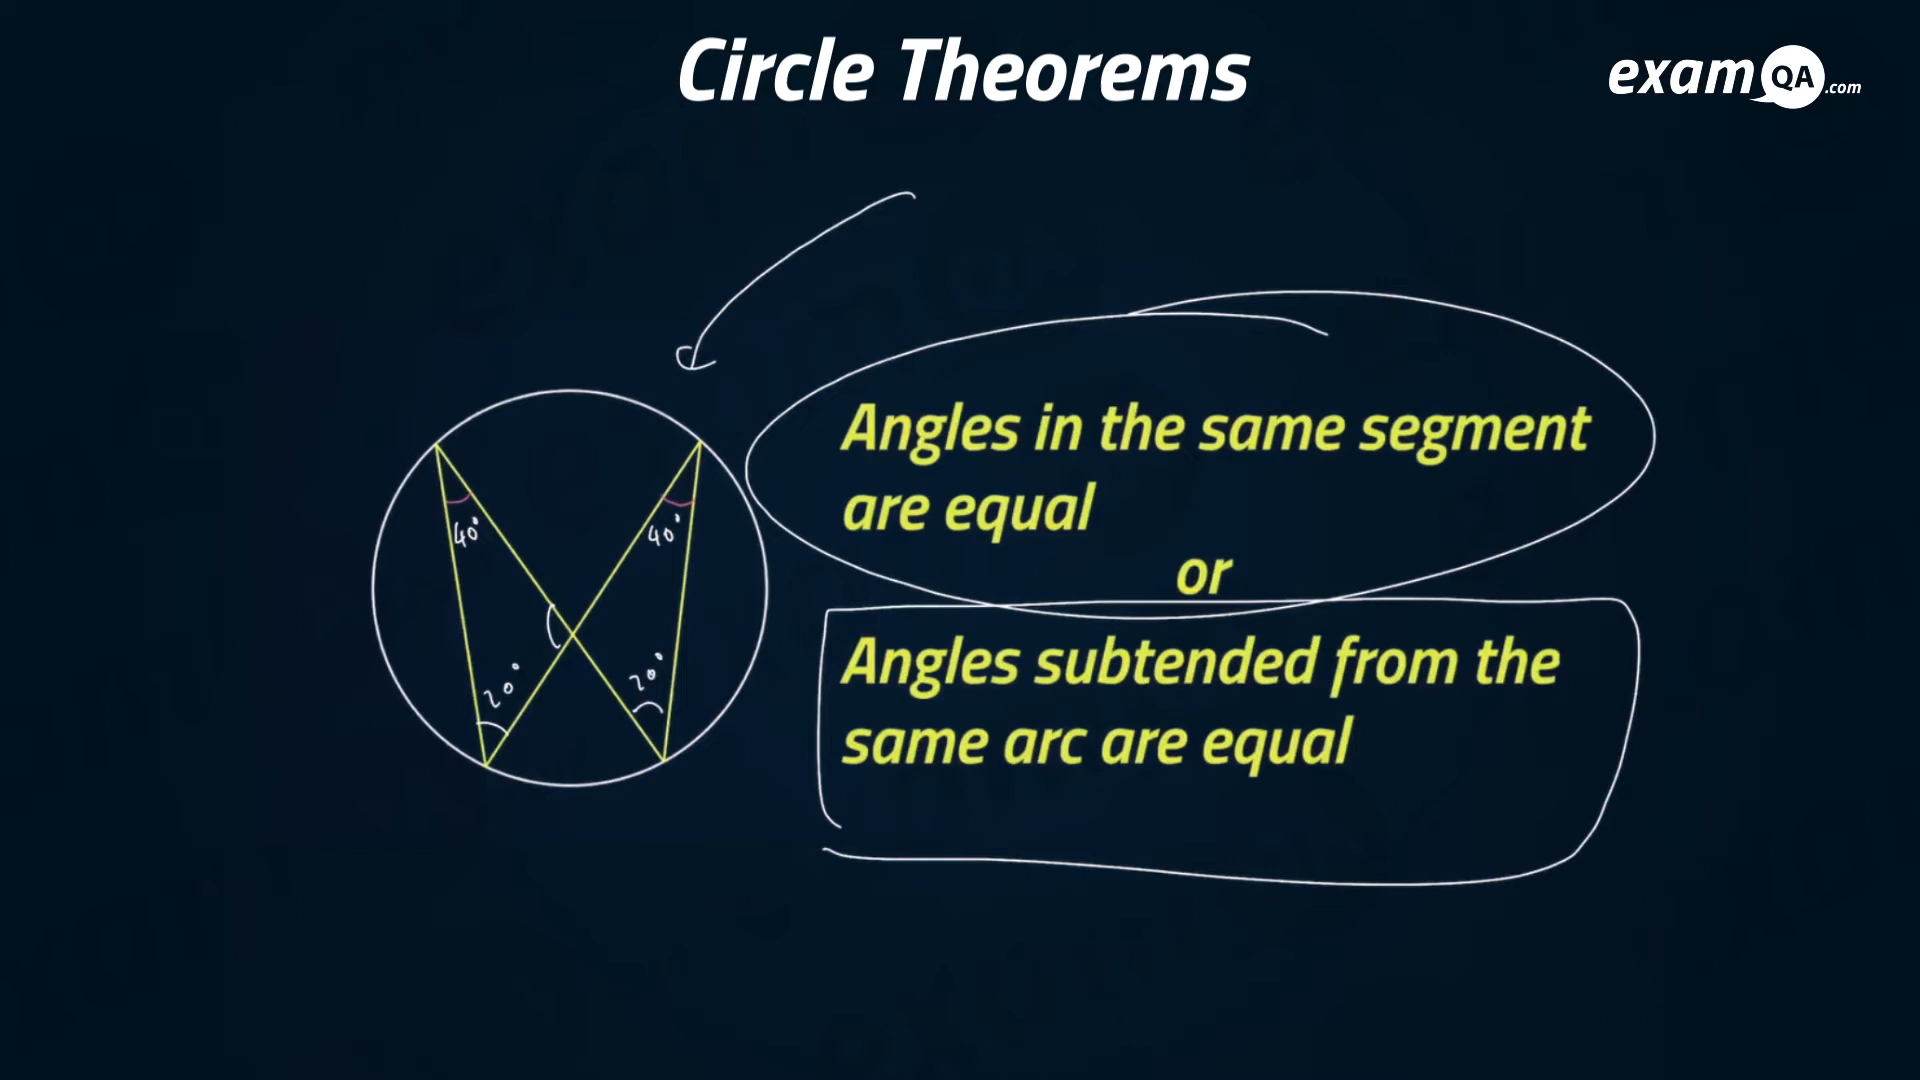 Circle Theorems
examQA.com
Angles in the same segment
are equal
or
Angles subtended from the
same arc are equal
40°
40°
20°
20°